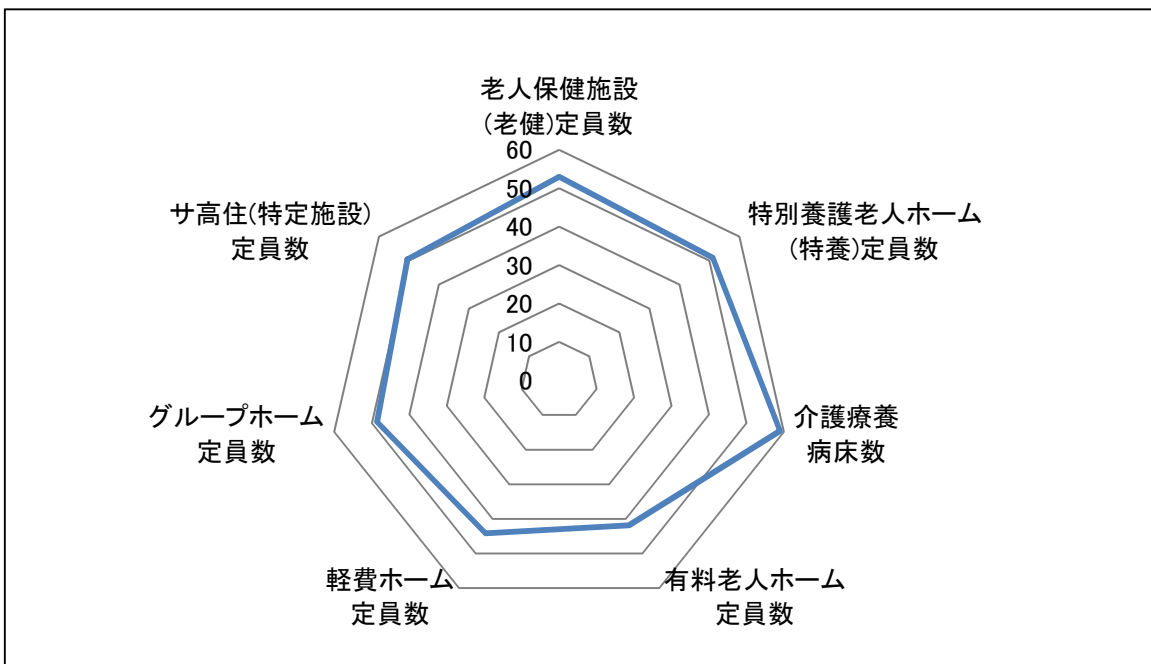 老人保健施設
(老健)定員数
特別養護老人ホーム
(特養)定員数
介護療養
病床数
有料老人ホーム
定員数
軽費ホーム
定員数
グループホーム
定員数
サ高住(特定施設)
定員数
60
50
40
30
20
10
0